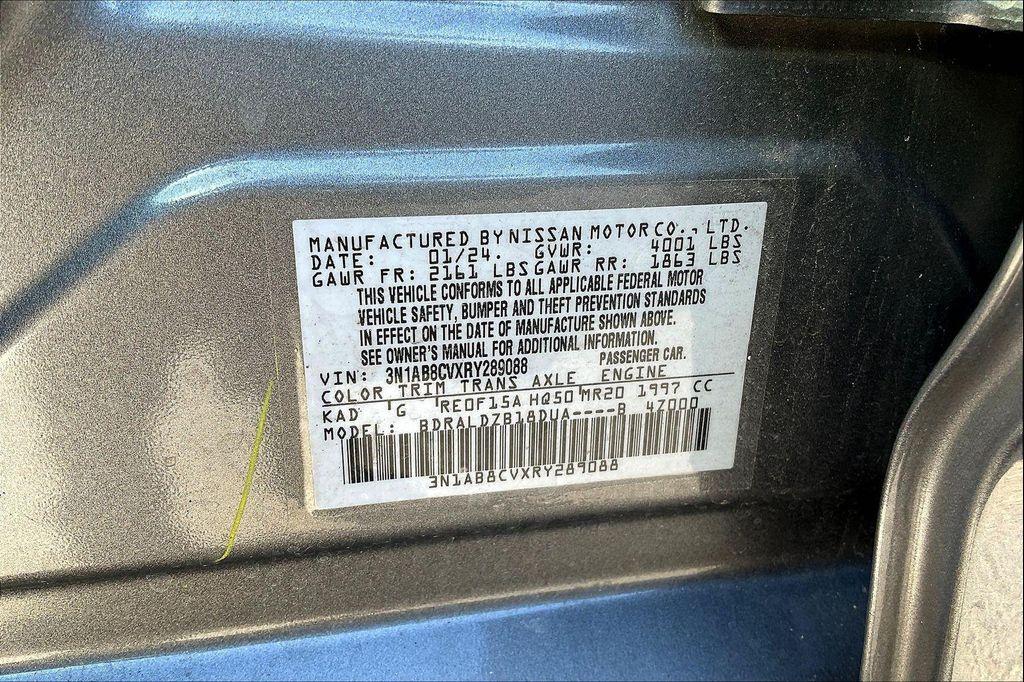 MANUFACTURED BY NISSAN MOTOR CO., LTD.
DATE: 01/24. GVWR: 4001 LBS
GAWR FR: 2161 LBS GAWR RR: 1863 LBS
THIS VEHICLE CONFORMS TO ALL APPLICABLE FEDERAL MOTOR
VEHICLE SAFETY, BUMPER AND THEFT PREVENTION STANDARDS
IN EFFECT ON THE DATE OF MANUFACTURE SHOWN ABOVE.
SEE OWNER'S MANUAL FOR ADDITIONAL INFORMATION.
VIN: 3N1AB8CVXRY289088 PASSENGER CAR.
COLOR TRIM TRANS AXLE ENGINE
KAD G RE0F15A HQ50 MR20 1997 CC
MODEL: BDRALDZB18DUA----B 47000
3N1AB8CVXRY289088